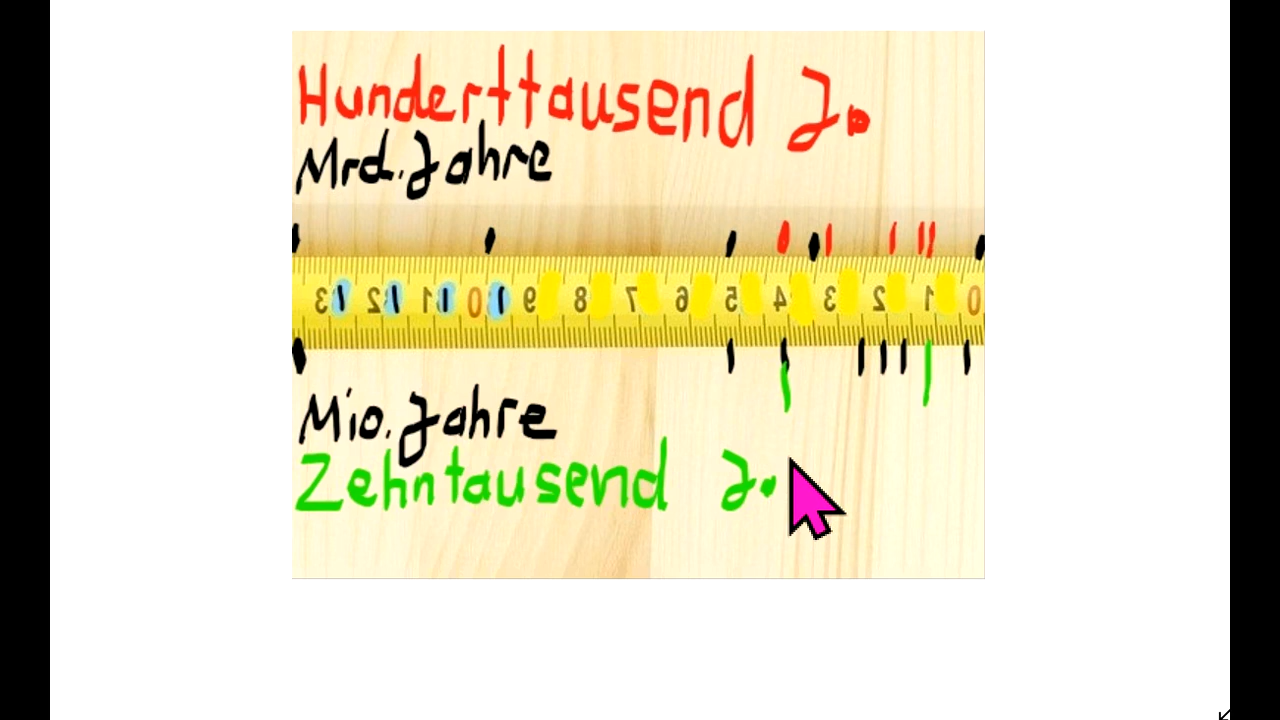 Hunderttausend J.
Mrd. Jahre
13 12 11 10 9 8 7 6 5 4 3 2 1 0
Mio. Jahre
Zehntausend J.